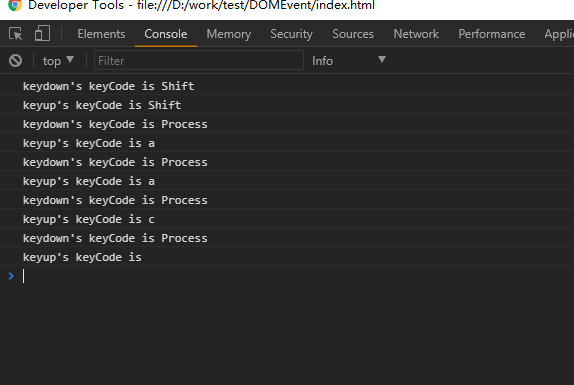 Developer Tools - file:///D:/work/test/DOMEvent/index.html
Elements Console Memory Sources Security Network Performance Appli
top ▼ Filter Info ▼
keydown's keyCode is Shift
keyup's keyCode is Shift
keydown's keyCode is Process
keyup's keyCode is a
keydown's keyCode is Process
keyup's keyCode is a
keydown's keyCode is Process
keyup's keyCode is c
keydown's keyCode is Process
keyup's keyCode is
>